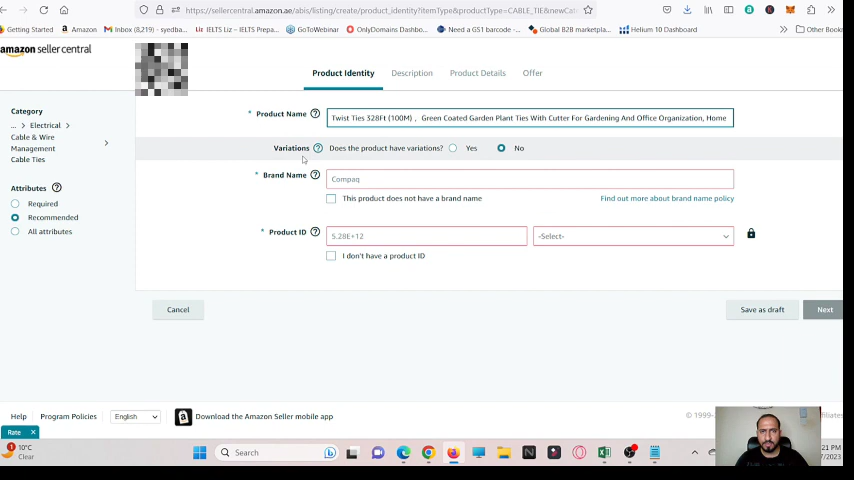 https://sellercentral.amazon.ae/abis/listing/create/product_identity?itemType&productType=CABLE_TIE&newCat
Getting Started
Amazon
Inbox (8,219) - syedba...
IELTS Liz – IELTS Prepa...
GoToWebinar
OnlyDomains Dashbo...
Need a GS1 barcode?...
Global B2B marketplac...
Helium 10 Dashboard
Other Book
amazon seller central
Product Identity
Description
Product Details
Offer
Category
... > Electrical >
Cable & Wire
Management
Cable Ties
Attributes
Required
Recommended
All attributes
* Product Name
Twist Ties 328Ft (100M) , Green Coated Garden Plant Ties With Cutter For Gardening And Office Organization, Home
Variations
Does the product have variations?
Yes
No
* Brand Name
Compaq
This product does not have a brand name
Find out more about brand name policy
* Product ID
5.28E+12
-Select-
I don't have a product ID
Cancel
Save as draft
Next
Help
Program Policies
English
Download the Amazon Seller mobile app
© 1999-
ffiliates
Rate
10°C
Clear
Search